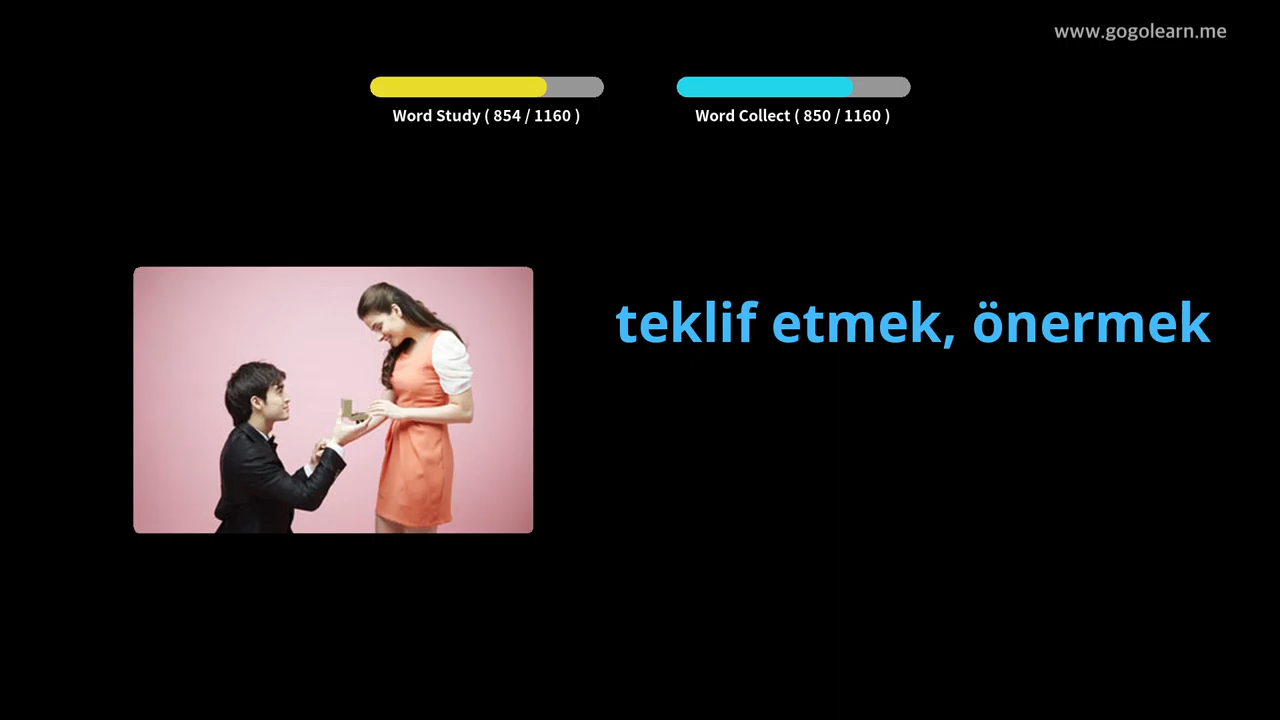 www.gogolearn.me
Word Study ( 854 / 1160 )
Word Collect ( 850 / 1160 )
teklif etmek, önermek